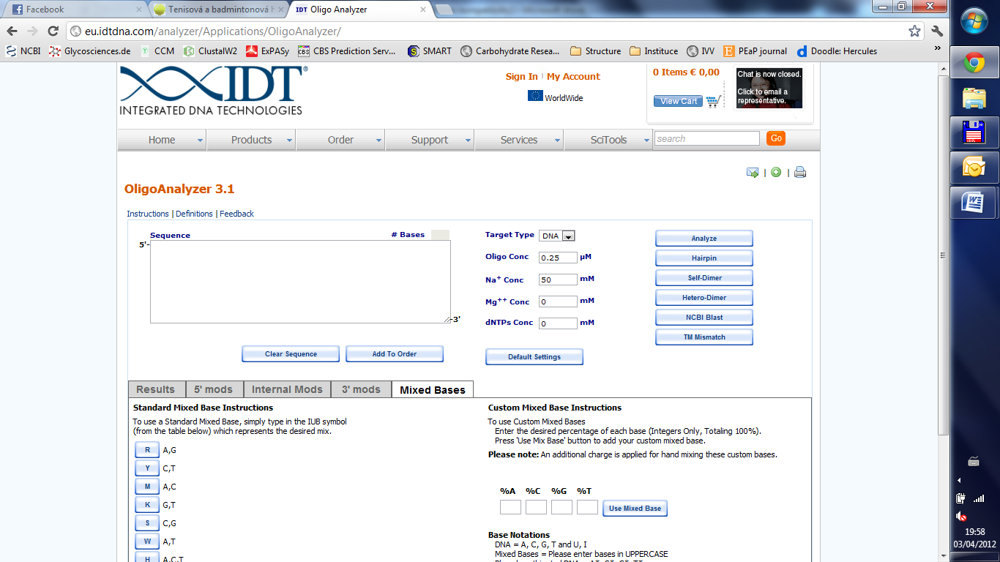 Facebook
Tenisová a badmintonová h
IDT Oligo Analyzer
eu.idtdna.com/analyzer/Applications/OligoAnalyzer/
NCBI Glycosciences.de CCM ClustalW2 ExPASy CBS CBS Prediction Serv... SMART Carbohydrate Resea... Structure Instituce IVV PEaP journal Doodle: Hercules »
IDT®
INTEGRATED DNA TECHNOLOGIES
Sign In | My Account
WorldWide
0 Items € 0,00
View Cart
Chat is now closed.
Click to email a
representative.
Home Products Order Support Services SciTools search Go
OligoAnalyzer 3.1
Instructions | Definitions | Feedback
Sequence # Bases
5'-
-3'
Clear Sequence Add To Order
Target Type DNA
Oligo Conc 0.25 µM
Na+ Conc 50 mM
Mg++ Conc 0 mM
dNTPs Conc 0 mM
Default Settings
Analyze
Hairpin
Self-Dimer
Hetero-Dimer
NCBI Blast
TM Mismatch
Results 5' mods Internal Mods 3' mods Mixed Bases
Standard Mixed Base Instructions
To use a Standard Mixed Base, simply type in the IUB symbol
(from the table below) which represents the desired mix.
R A,G
Y C,T
M A,C
K G,T
S C,G
W A,T
H A,C,T
Custom Mixed Base Instructions
To use Custom Mixed Bases
Enter the desired percentage of each base (Integers Only, Totaling 100%).
Press 'Use Mix Base' button to add your custom mixed base.
Please note: An additional charge is applied for hand mixing these custom bases.
%A %C %G %T
Use Mixed Base
Base Notations
DNA = A, C, G, T and U, I
Mixed Bases = Please enter bases in UPPERCASE
19:58
03/04/2012